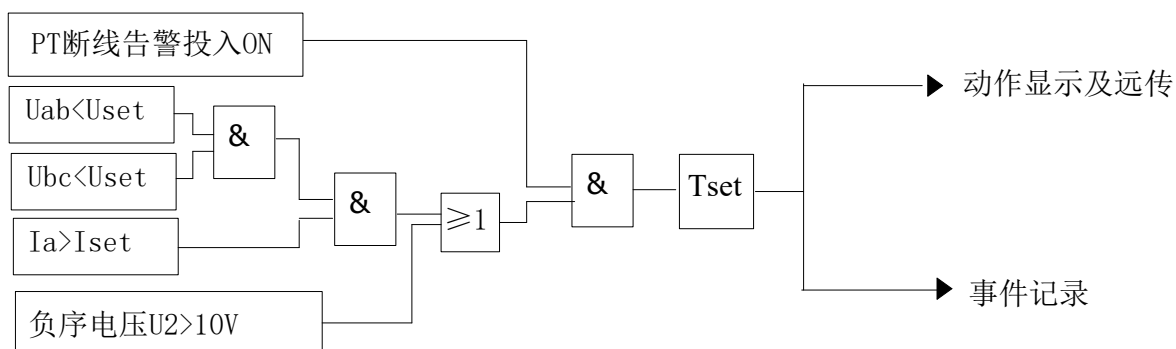 PT断线告警投入ON
Uab<Uset
Ubc<Uset
Ia>Iset
负序电压U2>10V
&
&
≥1
&
Tset
动作显示及远传
事件记录